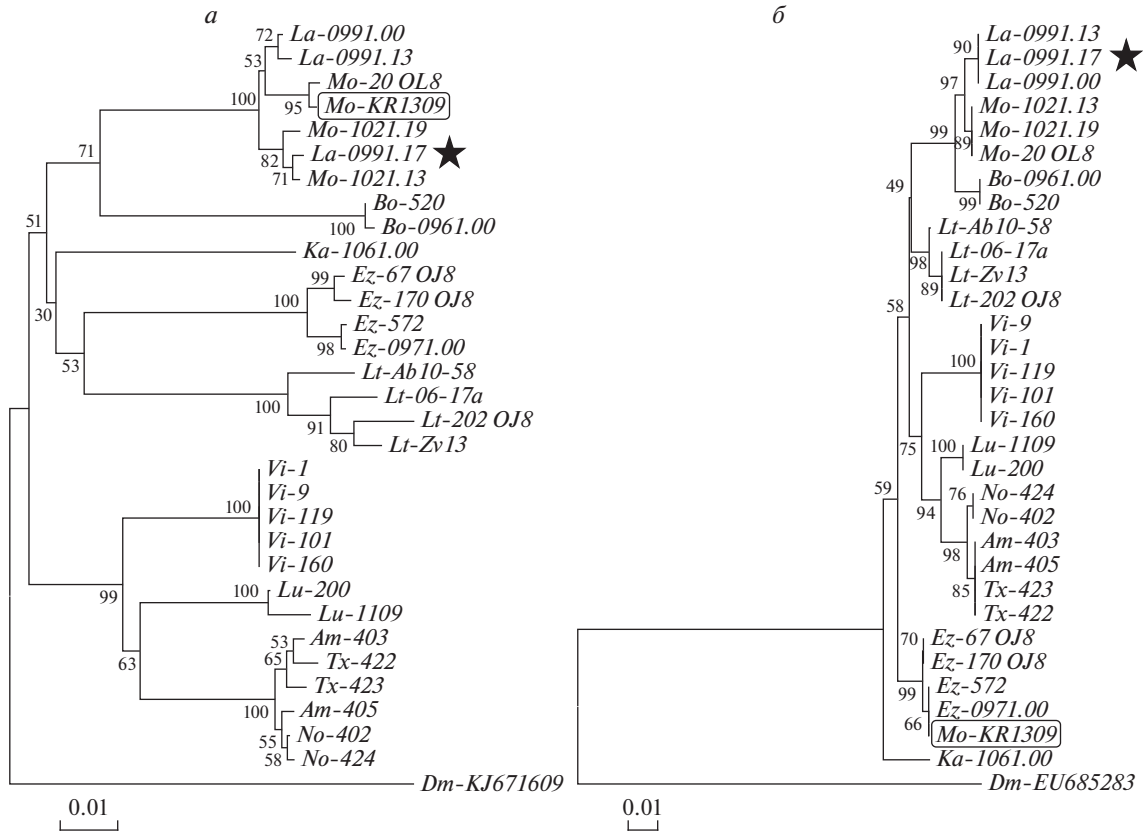 а
72
La-0991.00
La-0991.13
53
Mo-20 OL8
95
Mo-KR1309
100
Mo-1021.19
82
La-0991.17
71
Mo-1021.13
71
Bo-520
100
Bo-0961.00
51
Ka-1061.00
99
Ez-67 OJ8
100
Ez-170 OJ8
30
Ez-572
98
Ez-0971.00
53
Lt-Ab10-58
100
Lt-06-17a
91
Lt-202 OJ8
80
Lt-Zv13
Vi-1
Vi-9
100
Vi-119
Vi-101
Vi-160
99
100
Lu-200
Lu-1109
63
53
Am-403
65
Tx-422
Tx-423
100
Am-405
55
No-402
58
No-424
Dm-KJ671609
0.01
б
La-0991.13
90
La-0991.17
97
La-0991.00
Mo-1021.13
99
Mo-1021.19
89
Mo-20 OL8
Bo-0961.00
99
Bo-520
49
Lt-Ab10-58
98
Lt-06-17a
Lt-Zv13
89
Lt-202 OJ8
58
Vi-9
Vi-1
100
Vi-119
Vi-101
Vi-160
75
100
Lu-1109
Lu-200
59
76
No-424
94
No-402
98
Am-403
Am-405
85
Tx-423
Tx-422
70
Ez-67 OJ8
Ez-170 OJ8
99
Ez-572
66
Ez-0971.00
Mo-KR1309
Ka-1061.00
Dm-EU685283
0.01